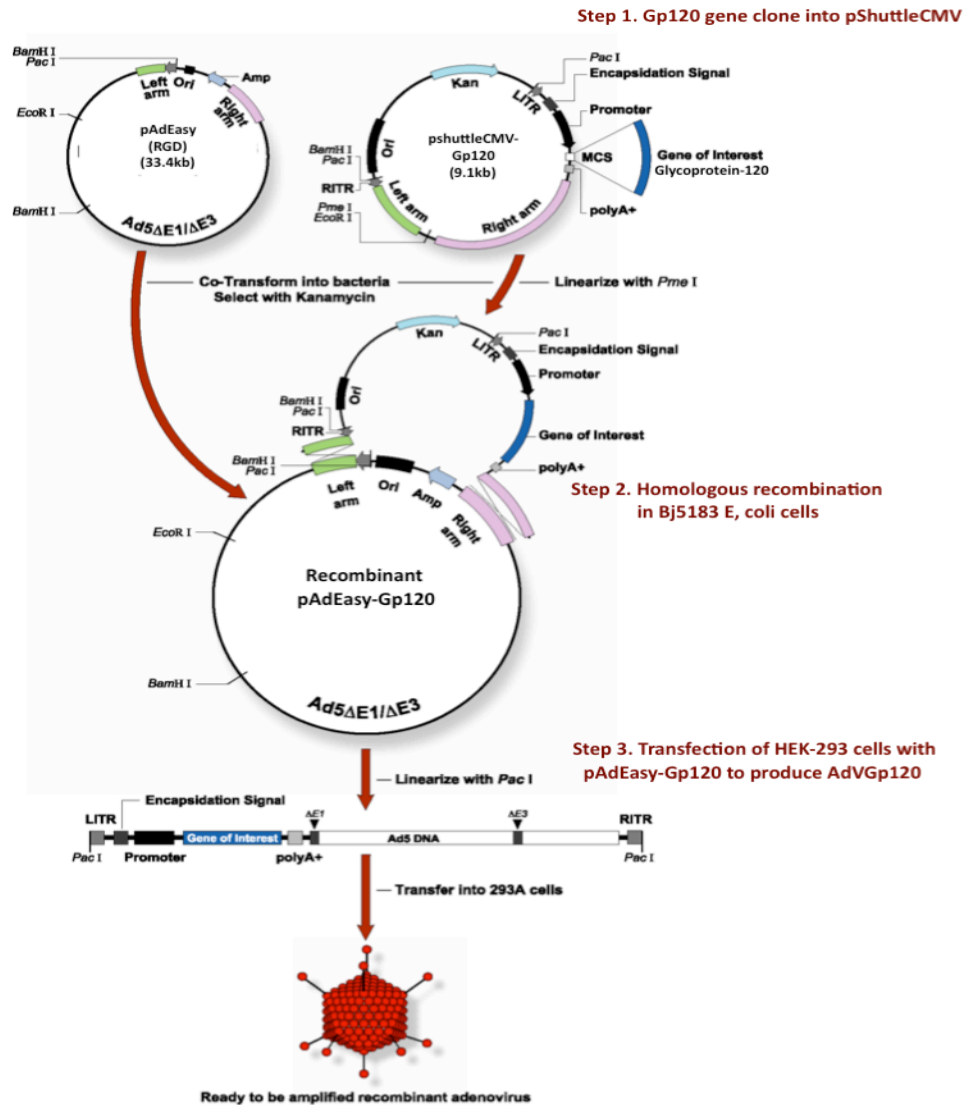 Step 1. Gp120 gene clone into pShuttleCMV
BamH I
Pac I
Left
arm
Ori
Amp
Right
arm
EcoR I
pAdEasy
(RGD)
(33.4kb)
BamH I
Ad5ΔE1/ΔE3
Kan
Pac I
LITR
Encapsidation Signal
Promoter
Ori
BamH I
Pac I
RITR
pshuttleCMV-
Gp120
(9.1kb)
MCS
Gene of Interest
Glycoprotein-120
polyA+
Left arm
Pme I
EcoR I
Right arm
Co-Transform into bacteria
Select with Kanamycin
Linearize with Pme I
Kan
Pac I
LITR
Encapsidation Signal
Promoter
Ori
BamH I
Pac I
RITR
Gene of Interest
polyA+
BamH I
Pac I
Left
arm
Ori
Amp
Right
arm
Step 2. Homologous recombination
in Bj5183 E, coli cells
EcoR I
Recombinant
pAdEasy-Gp120
BamH I
Ad5ΔE1/ΔE3
Step 3. Transfection of HEK-293 cells with
pAdEasy-Gp120 to produce AdVGp120
Linearize with Pac I
Encapsidation Signal
LITR
ΔE1
ΔE3
RITR
Gene of Interest
Ad5 DNA
Pac I
Promoter
polyA+
Pac I
Transfer into 293A cells
Ready to be amplified recombinant adenovirus